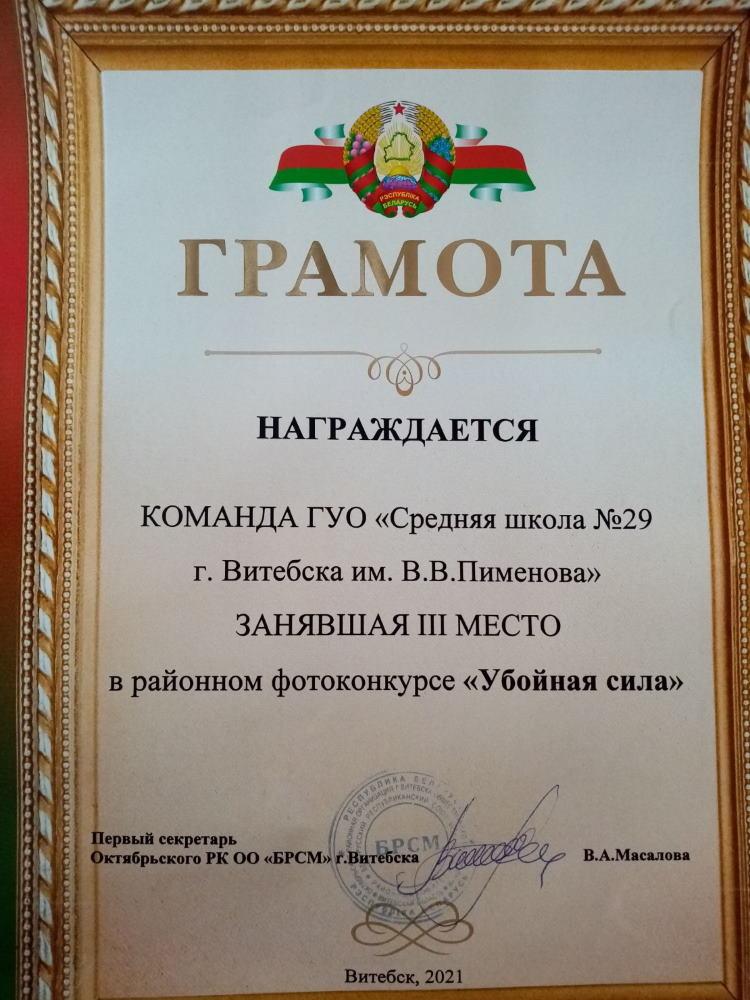 РЭСПУБЛІКА
БЕЛАРУСЬ
ГРАМОТА
НАГРАЖДАЕТСЯ
КОМАНДА ГУО «Средняя школа №29
г. Витебска им. В.В.Пименова»
ЗАНЯВШАЯ III МЕСТО
в районном фотоконкурсе «Убойная сила»
Первый секретарь
Октябрьского РК ОО «БРСМ» г.Витебска
В.А.Масалова
БРСМ
Витебск, 2021